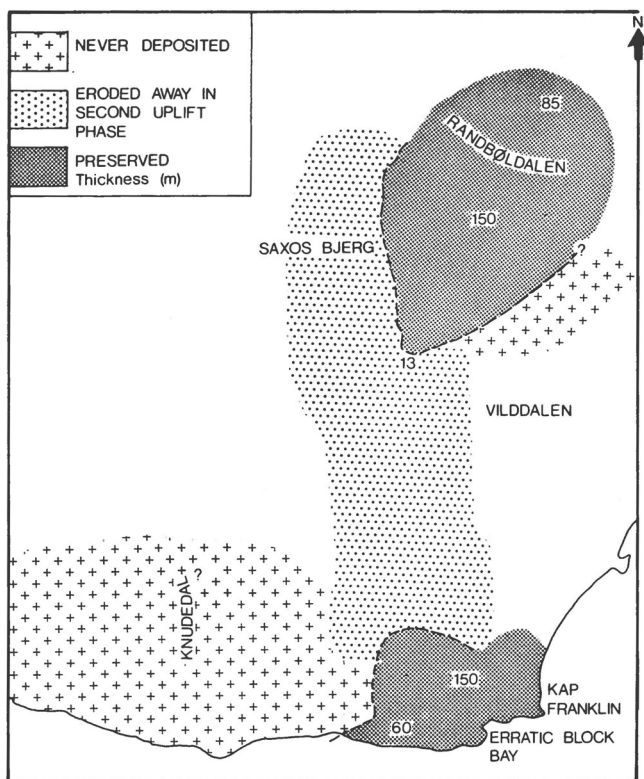 N
NEVER DEPOSITED
ERODED AWAY IN
SECOND UPLIFT
PHASE
PRESERVED
Thickness (m)
85
RANDBØLDALEN
150
SAXOS BJERG
?
13
VILDDALEN
?
KNUDEDAL
150
KAP
FRANKLIN
60
ERRATIC BLOCK
BAY